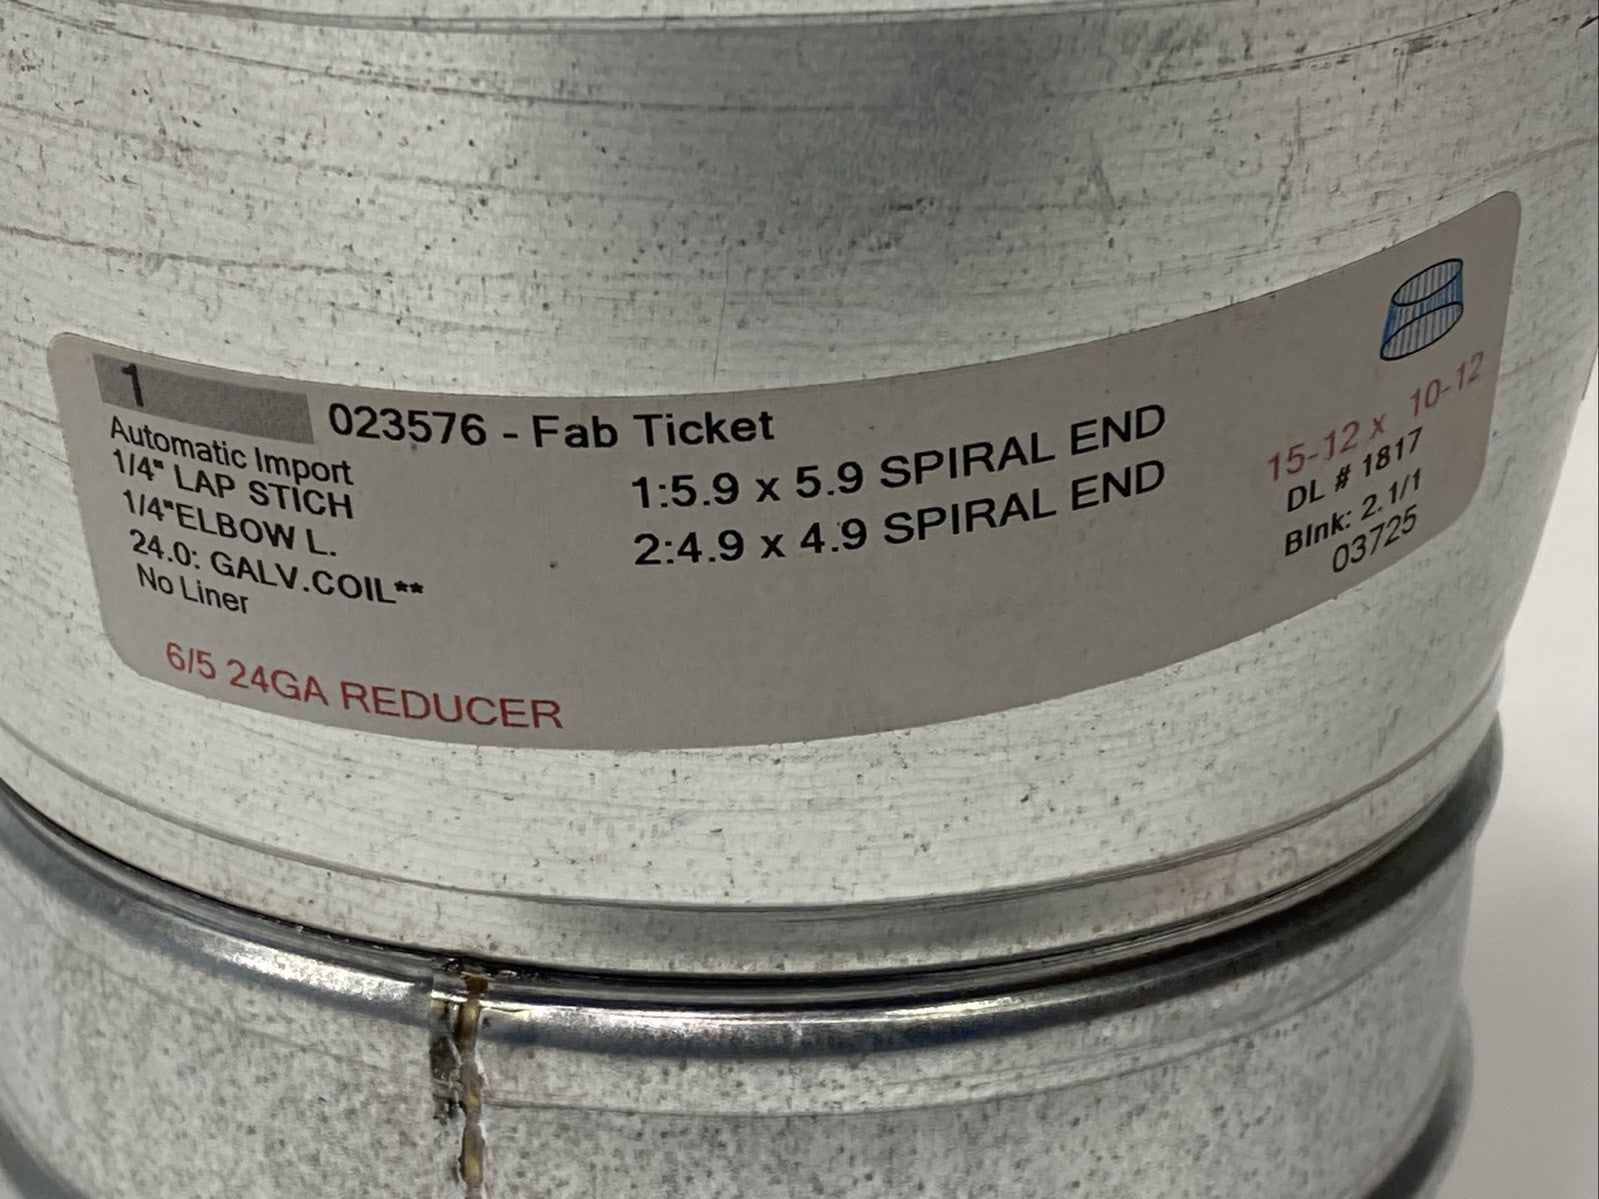 1
023576 - Fab Ticket
Automatic Import
1/4" LAP STICH
1/4"ELBOW L.
24.0: GALV.COIL**
No Liner
1:5.9 x 5.9 SPIRAL END
2:4.9 x 4.9 SPIRAL END
15-12 x 10-12
DL # 1817
Blnk: 2.1/1
03725
6/5 24GA REDUCER